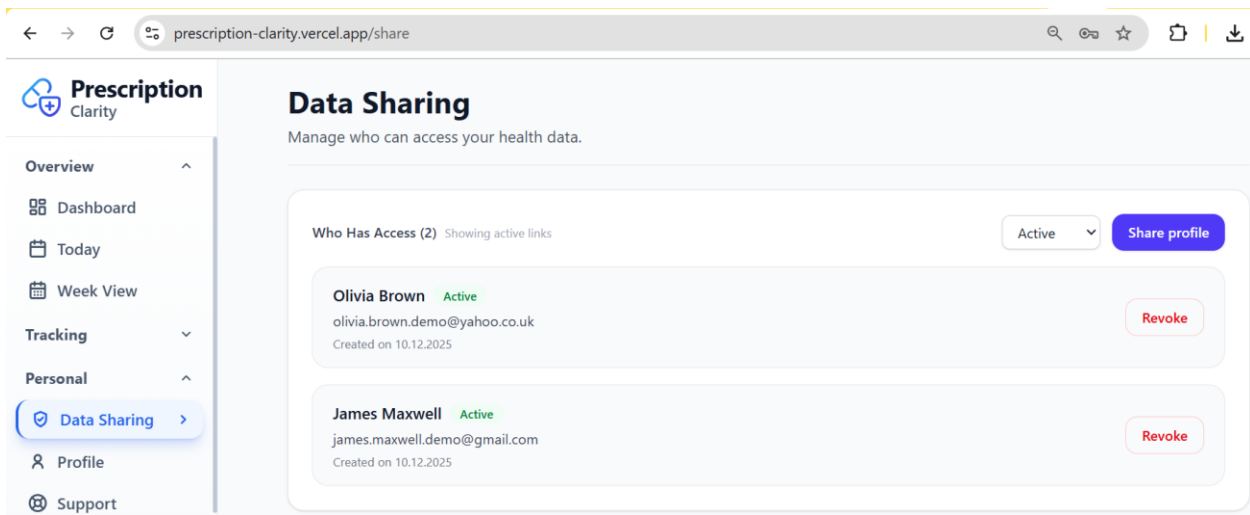 prescription-clarity.vercel.app/share
Prescription
Clarity
Overview
Dashboard
Today
Week View
Tracking
Personal
Data Sharing
Profile
Support
Data Sharing
Manage who can access your health data.
Who Has Access (2) Showing active links
Active
Share profile
Olivia Brown Active
olivia.brown.demo@yahoo.co.uk
Created on 10.12.2025
Revoke
James Maxwell Active
james.maxwell.demo@gmail.com
Created on 10.12.2025
Revoke